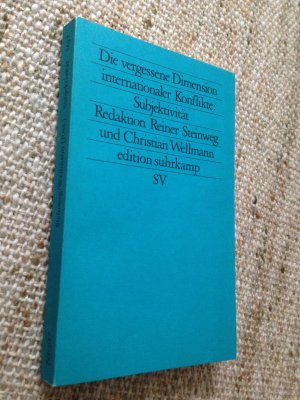 Die vergessene Dimension
internationaler Konflikte:
Subjektivität
Redaktion Reiner Steinweg
und Christian Wellmann
edition suhrkamp
SV